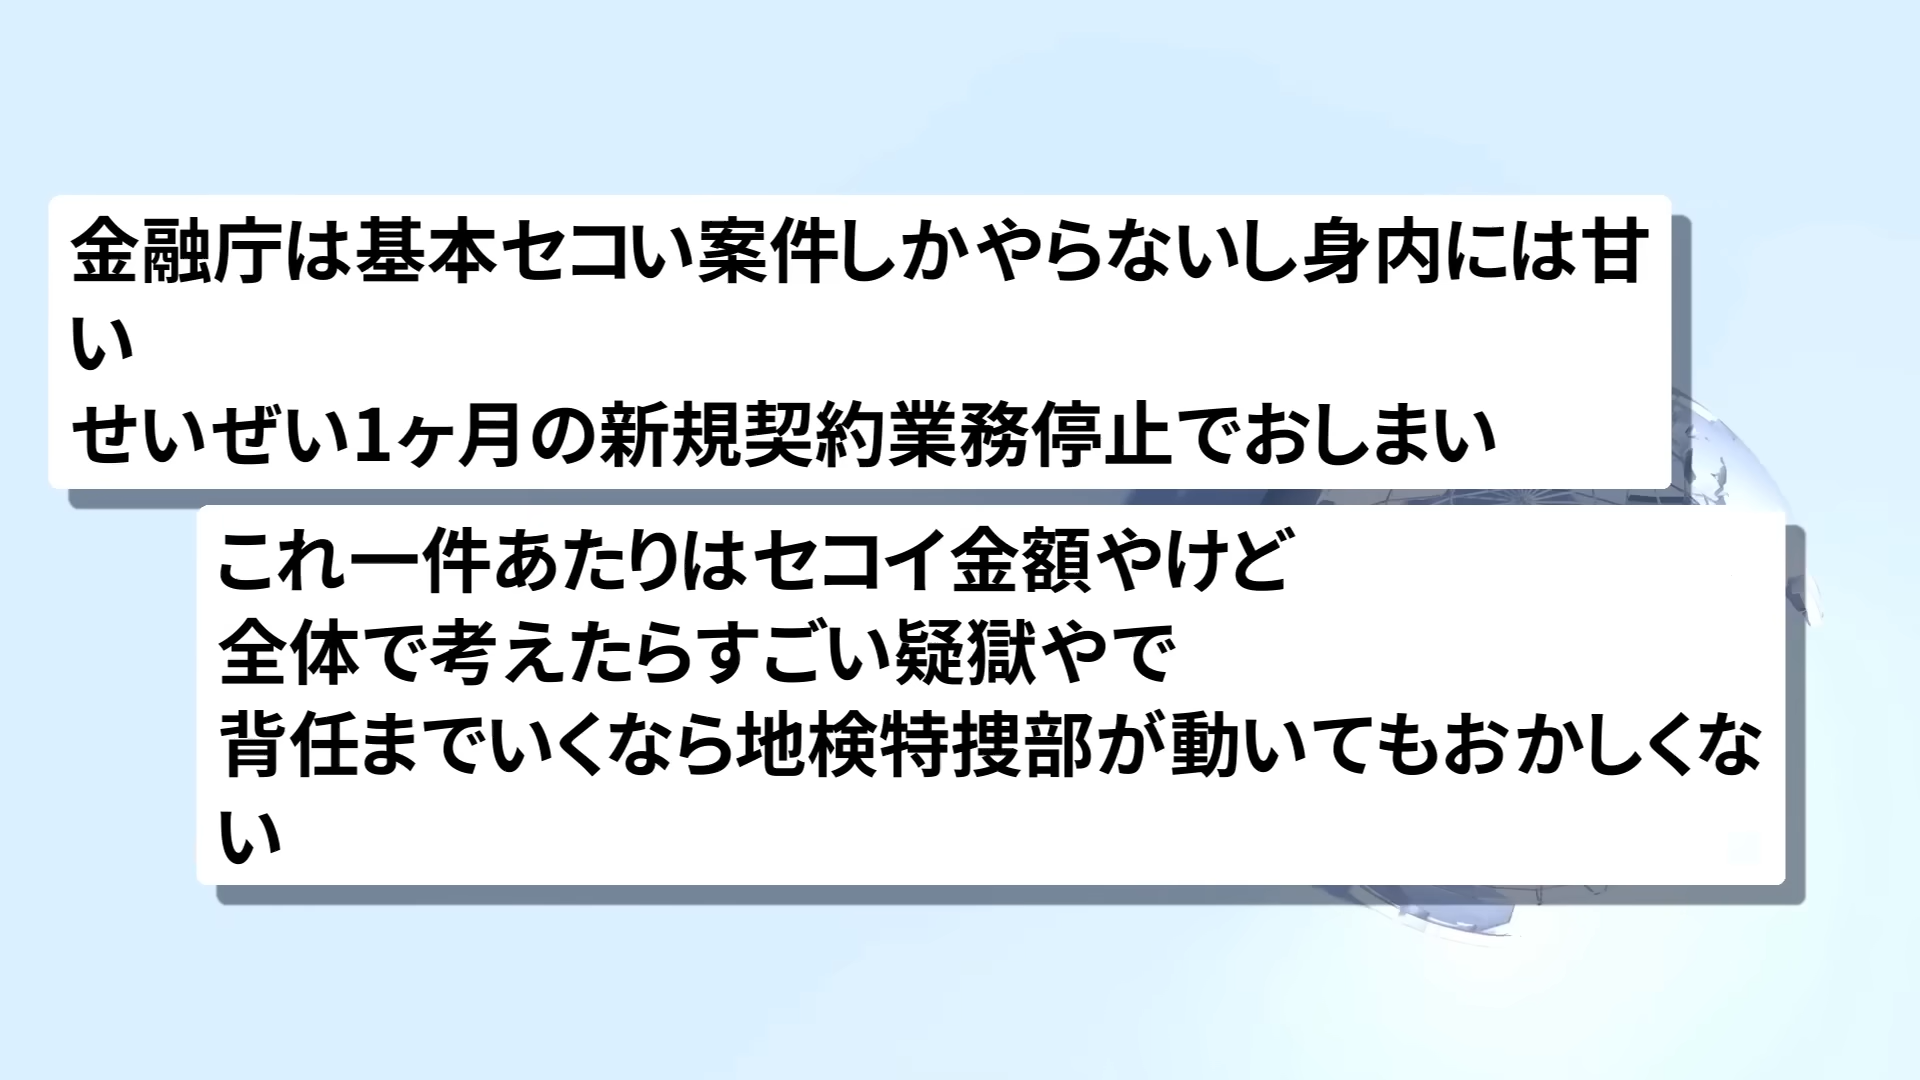 金融庁は基本セコい案件しかやらないし身内には甘
い
せいぜい1ヶ月の新規契約業務停止でおしまい
これ一件あたりはセコイ金額やけど
全体で考えたらすごい疑獄やで
背任までいくなら地検特捜部が動いてもおかしくな
い